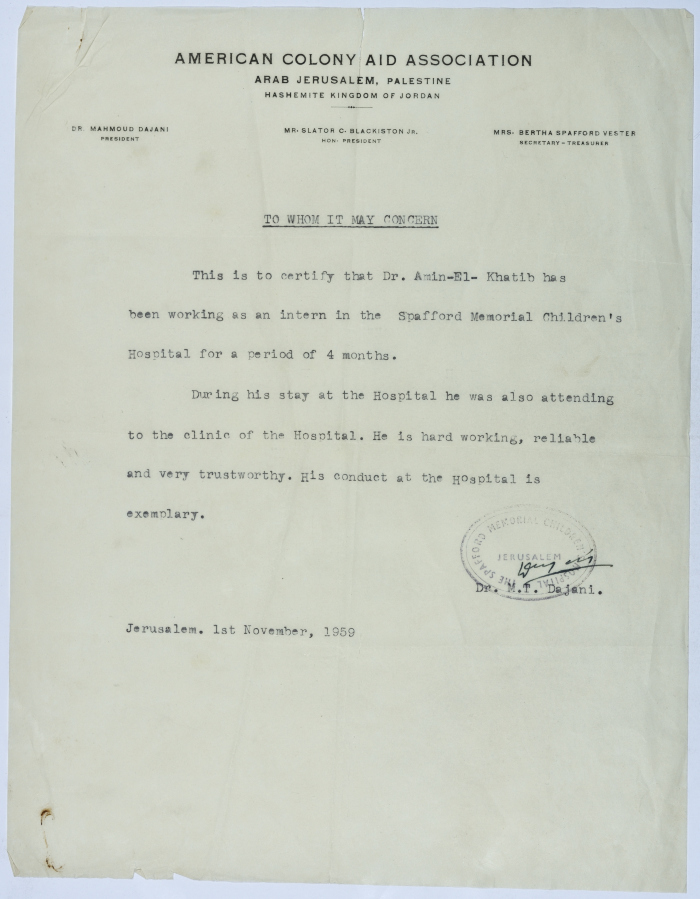 AMERICAN COLONY AID ASSOCIATION
ARAB JERUSALEM, PALESTINE
HASHEMITE KINGDOM OF JORDAN
DR. MAHMOUD DAJANI
PRESIDENT
MR. SLATOR C. BLACKISTON JR.
HON. PRESIDENT
MRS. BERTHA SPAFFORD VESTER
SECRETARY - TREASURER
TO WHOM IT MAY CONCERN
This is to certify that Dr. Amin-El- Khatib has
been working as an intern in the Spafford Memorial Children's
Hospital for a period of 4 months.
During his stay at the Hospital he was also attending
to the clinic of the Hospital. He is hard working, reliable
and very trustworthy. His conduct at the Hospital is
exemplary.
THE SPAFFORD MEMORIAL CHILDREN'S HOSPITAL
JERUSALEM
Dr. M.T. Dajani.
Jerusalem. 1st November, 1959